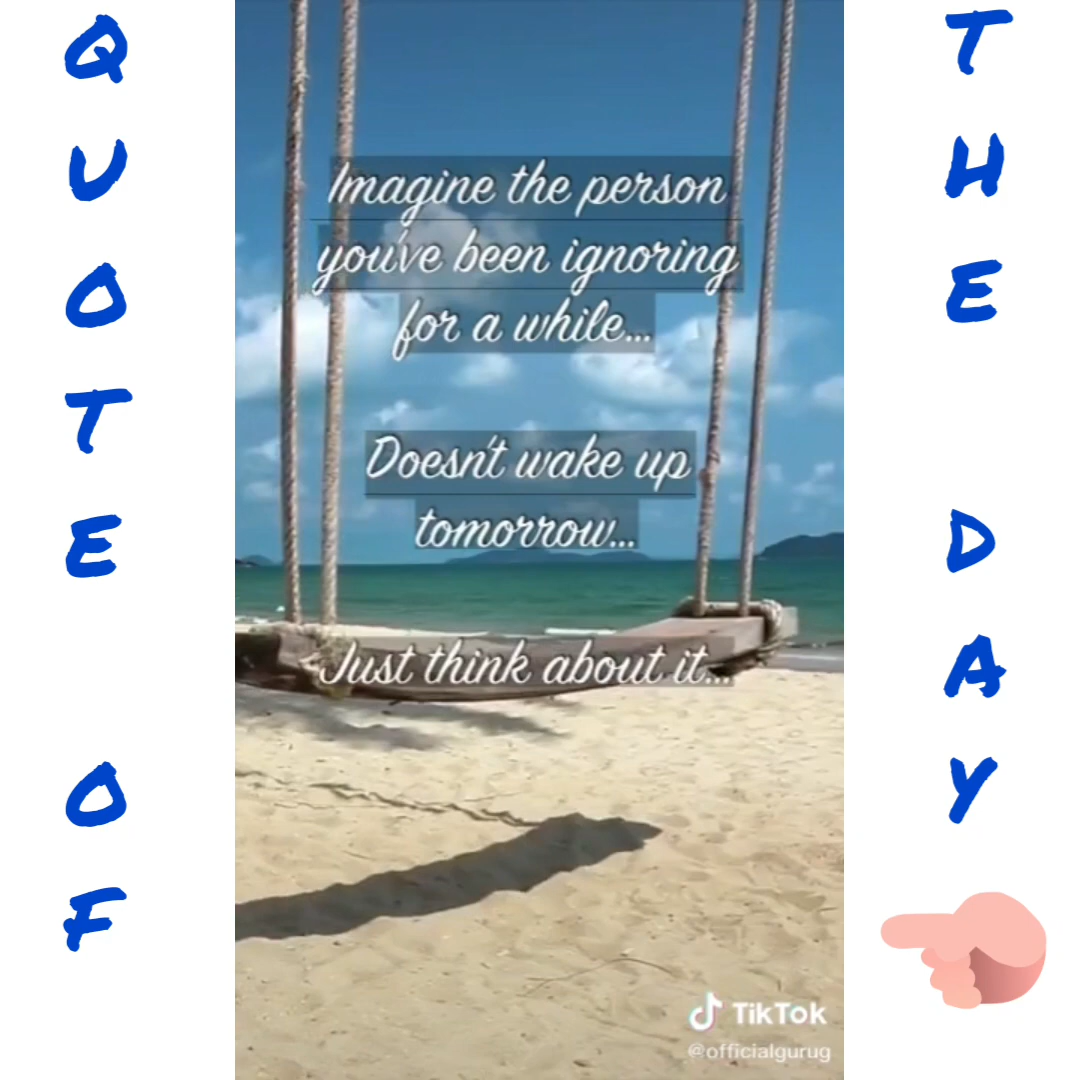 QUOTE OF
THE DAY
Imagine the person
you've been ignoring
for a while...
Doesn't wake up
tomorrow...
Just think about it...
TikTok
@officialgurug